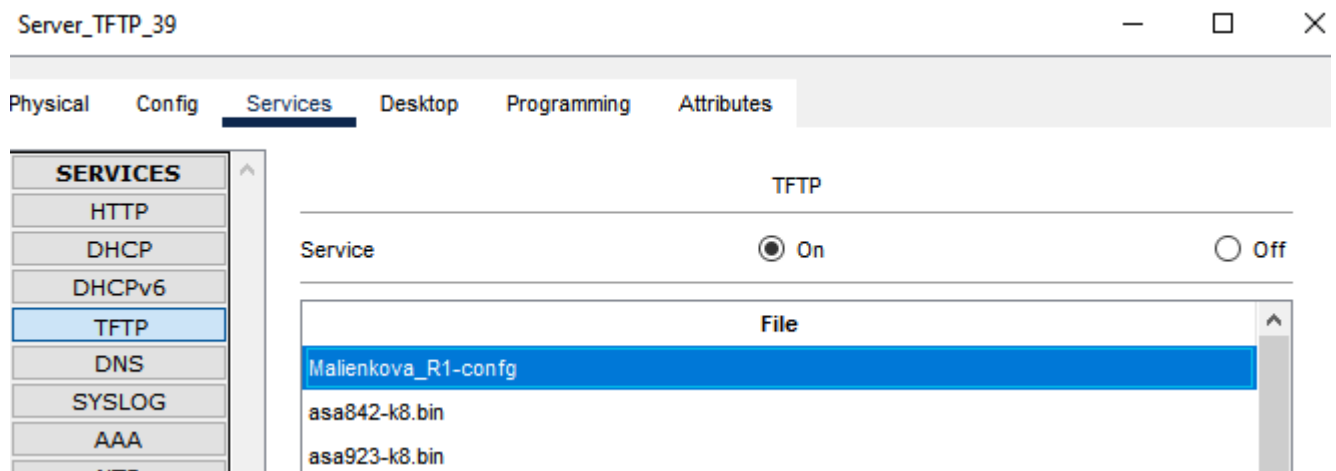 Server_TFTP_39
Physical Config Services Desktop Programming Attributes
SERVICES
HTTP
DHCP
DHCPv6
TFTP
DNS
SYSLOG
AAA
TFTP
Service On Off
File
Malienkova_R1-confg
asa842-k8.bin
asa923-k8.bin